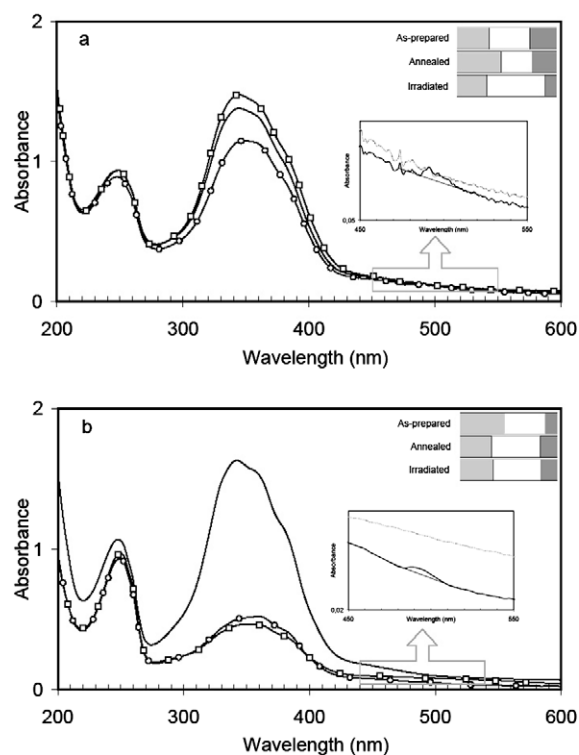 2
a
As-prepared
Annealed
Irradiated
Absorbance
1
Absorbance
0,05
450
Wavelength (nm)
550
0
200
300
400
500
600
Wavelength (nm)
2
b
As-prepared
Annealed
Irradiated
Absorbance
1
Absorbance
0,02
450
Wavelength (nm)
550
0
200
300
400
500
600
Wavelength (nm)